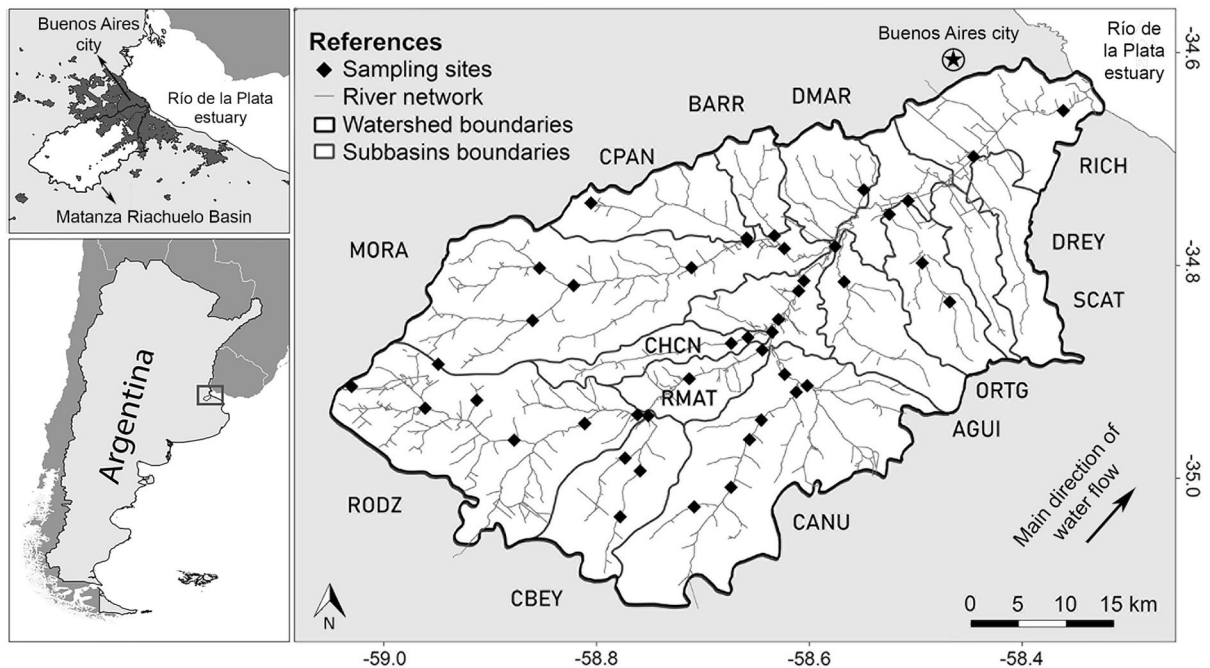 Buenos Aires
city
Río de la Plata
estuary
Matanza Riachuelo Basin
Argentina
References
Sampling sites
River network
Watershed boundaries
Subbasins boundaries
Buenos Aires city
Río de
la Plata
estuary
-34.6
-34.8
-35.0
BARR
DMAR
CPAN
RICH
MORA
DREY
SCAT
CHCN
RMAT
ORTG
AGUI
RODZ
CANU
CBEY
Main direction of
water flow
N
0 5 10 15 km
-59.0 -58.8 -58.6 -58.4